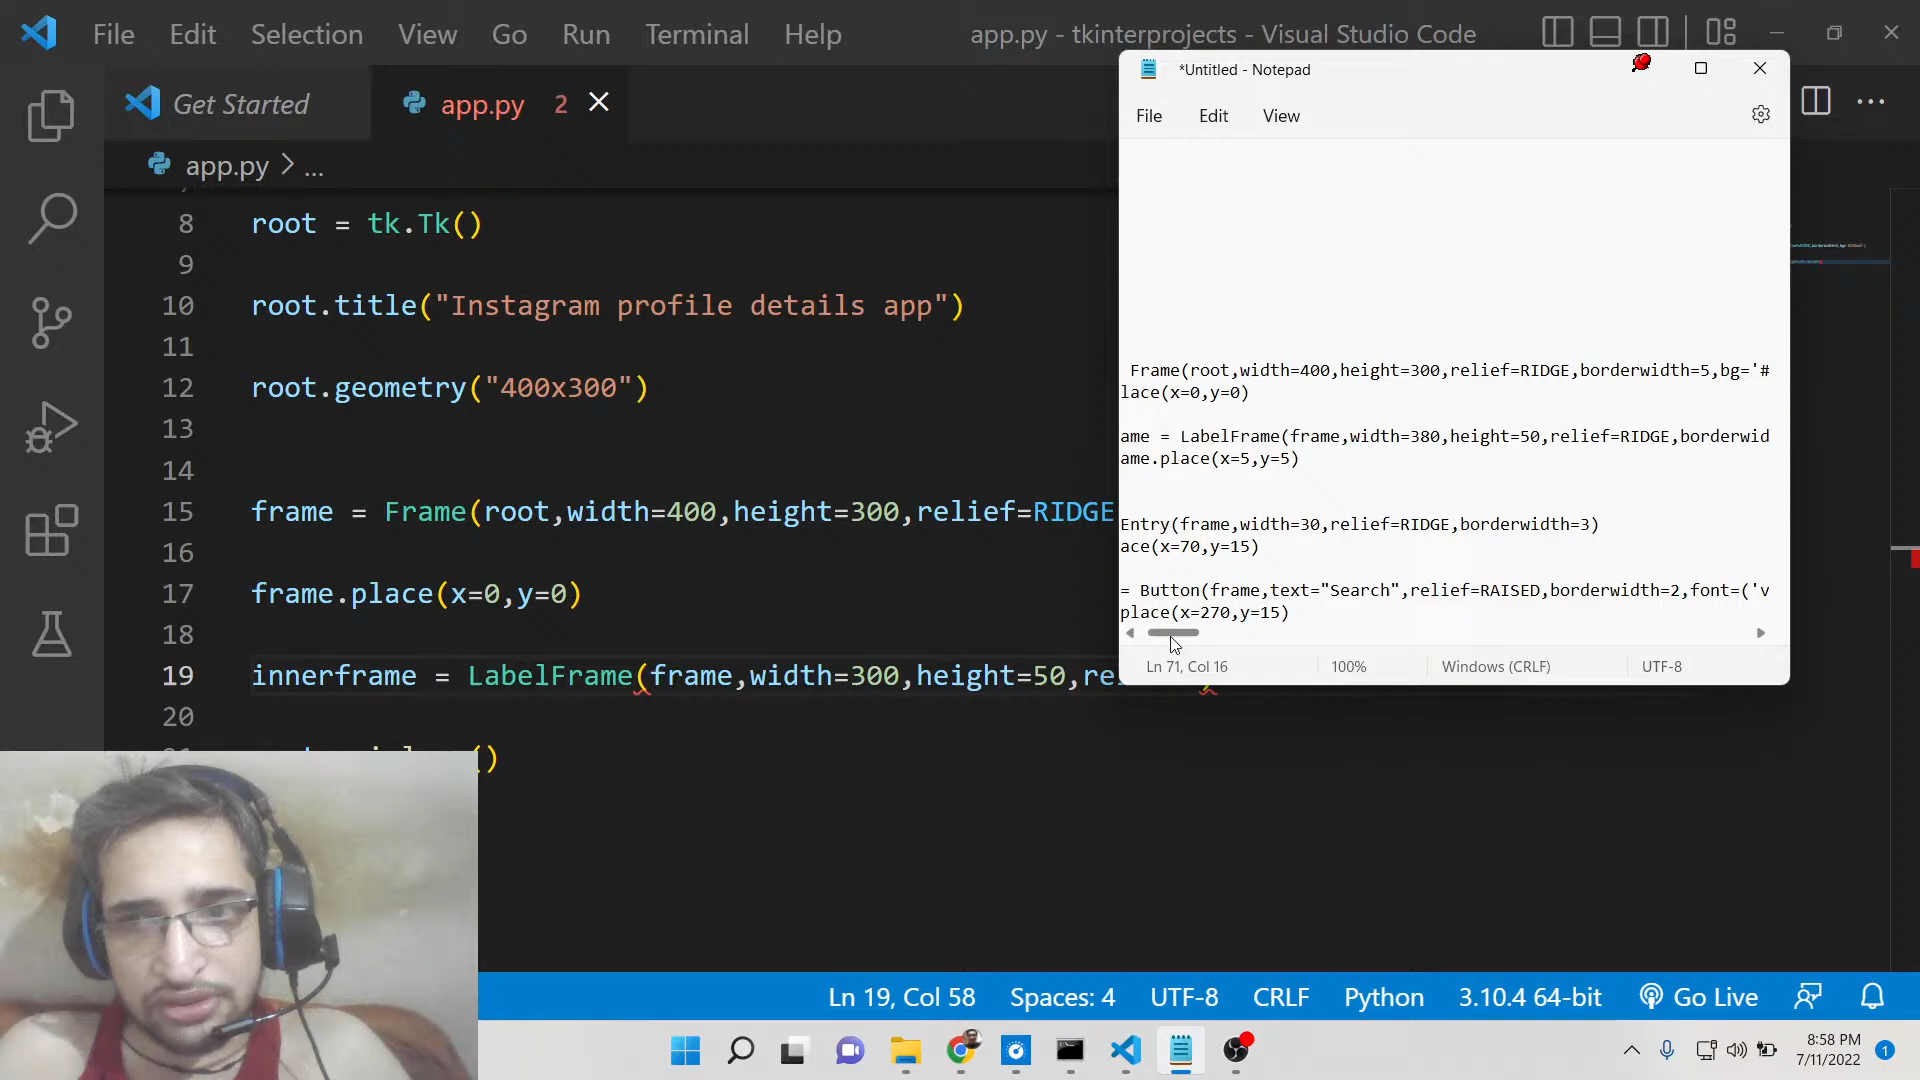 File Edit Selection View Go Run Terminal Help app.py - tkinterprojects - Visual Studio Code
Get Started app.py 2
app.py > ...
8 root = tk.Tk()
9
10 root.title("Instagram profile details app")
11
12 root.geometry("400x300")
13
14
15 frame = Frame(root,width=400,height=300,relief=RIDGE
16
17 frame.place(x=0,y=0)
18
19 innerframe = LabelFrame(frame,width=300,height=50,re
20
()
*Untitled - Notepad
File Edit View
Frame(root,width=400,height=300,relief=RIDGE,borderwidth=5,bg='#
lace(x=0,y=0)
ame = LabelFrame(frame,width=380,height=50,relief=RIDGE,borderwid
ame.place(x=5,y=5)
Entry(frame,width=30,relief=RIDGE,borderwidth=3)
ace(x=70,y=15)
= Button(frame,text="Search",relief=RAISED,borderwidth=2,font=('v
place(x=270,y=15)
Ln 71, Col 16 100% Windows (CRLF) UTF-8
Ln 19, Col 58 Spaces: 4 UTF-8 CRLF Python 3.10.4 64-bit Go Live
8:58 PM
7/11/2022 1